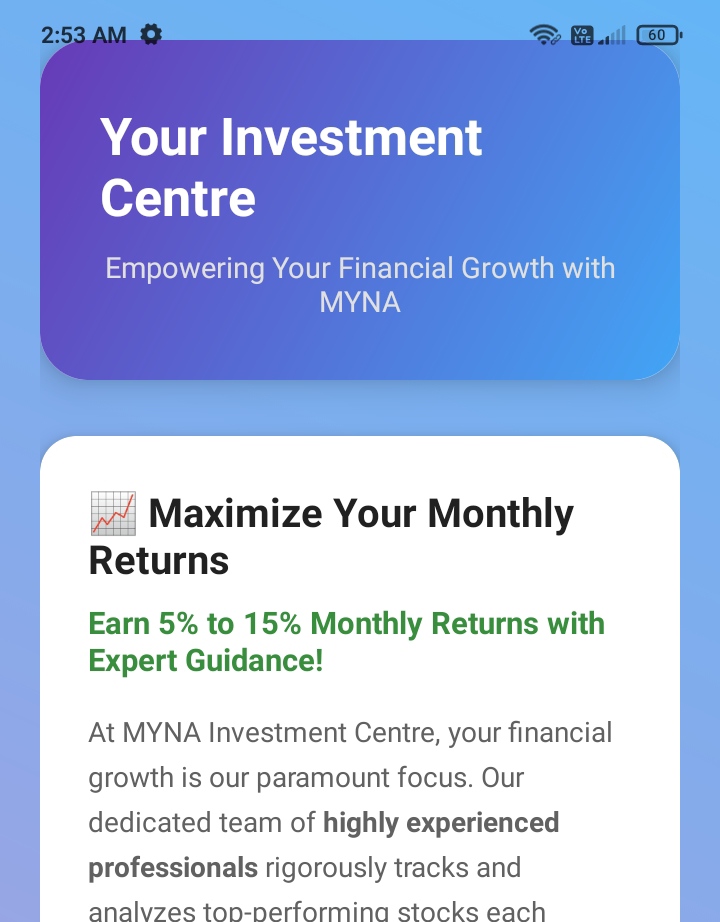 2:53 AM
Vo LTE
60
Your Investment
Centre
Empowering Your Financial Growth with
MYNA
📈 Maximize Your Monthly
Returns
Earn 5% to 15% Monthly Returns with
Expert Guidance!
At MYNA Investment Centre, your financial
growth is our paramount focus. Our
dedicated team of highly experienced
professionals rigorously tracks and
analyzes top-performing stocks each